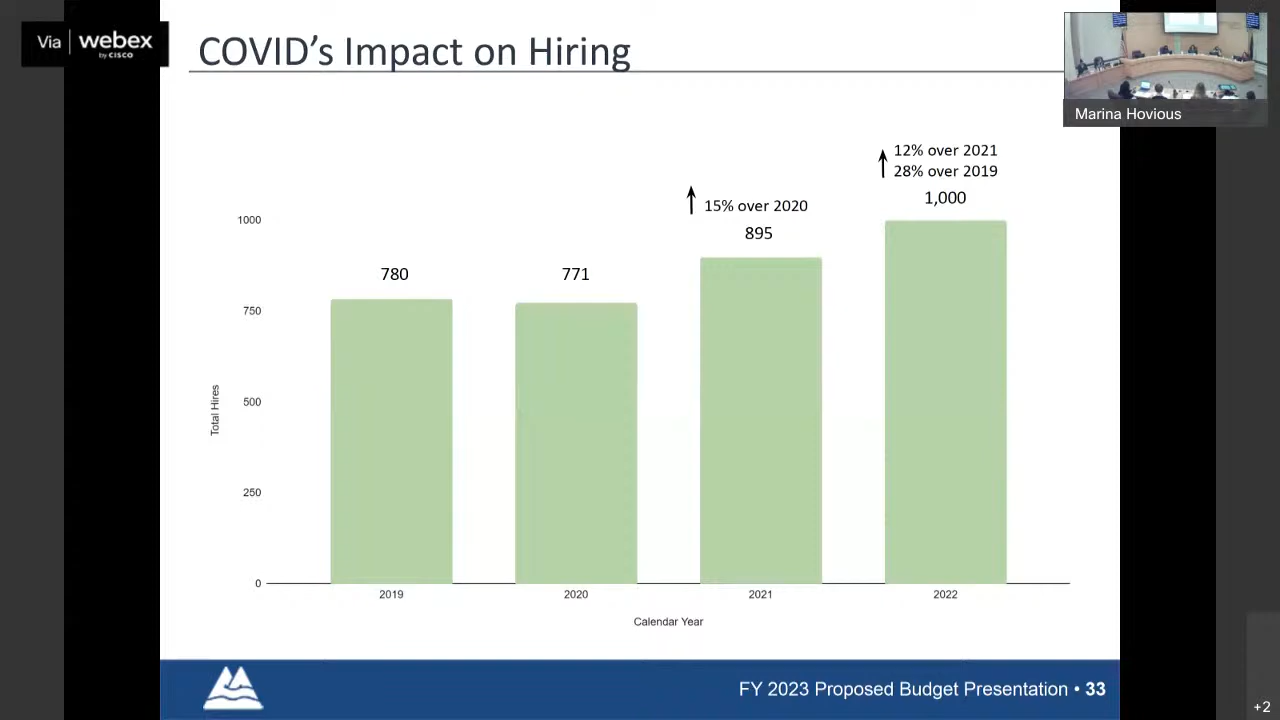 Via webex
by CISCO
COVID's Impact on Hiring
Marina Hovious
12% over 2021
28% over 2019
1,000
15% over 2020
895
780
771
1000
750
500
250
0
Total Hires
2019
2020
2021
2022
Calendar Year
FY 2023 Proposed Budget Presentation • 33
+2